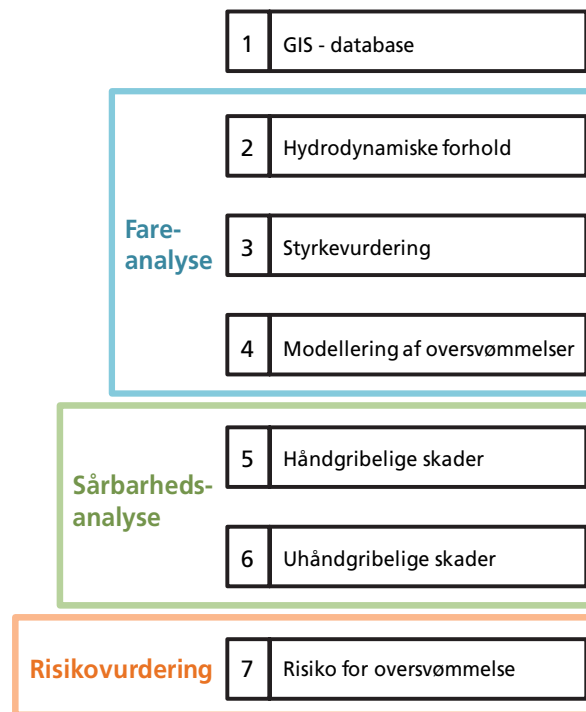 1 GIS - database
2 Hydrodynamiske forhold
Fare-
analyse
3 Styrkevurdering
4 Modellering af oversvømmelser
5 Håndgribelige skader
Sårbarheds-
analyse
6 Uhåndgribelige skader
Risikovurdering
7 Risiko for oversvømmelse